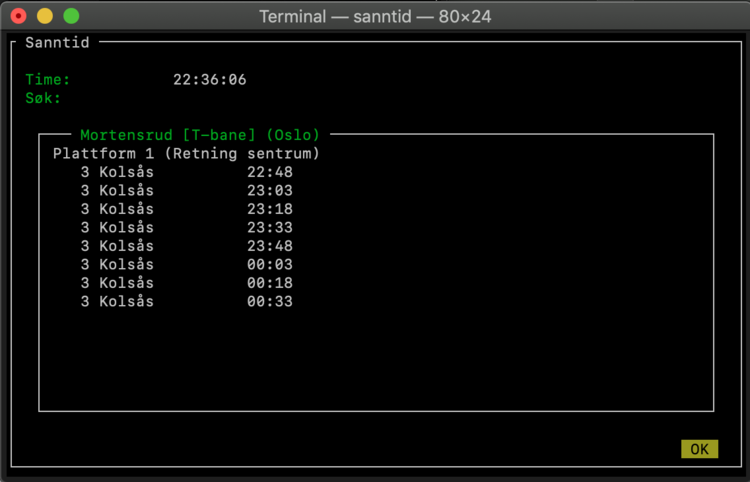 Terminal — sanntid — 80×24
Sanntid
Time: 22:36:06
Søk:
Mortensrud [T-bane] (Oslo)
Plattform 1 (Retning sentrum)
3 Kolsås 22:48
3 Kolsås 23:03
3 Kolsås 23:18
3 Kolsås 23:33
3 Kolsås 23:48
3 Kolsås 00:03
3 Kolsås 00:18
3 Kolsås 00:33
OK